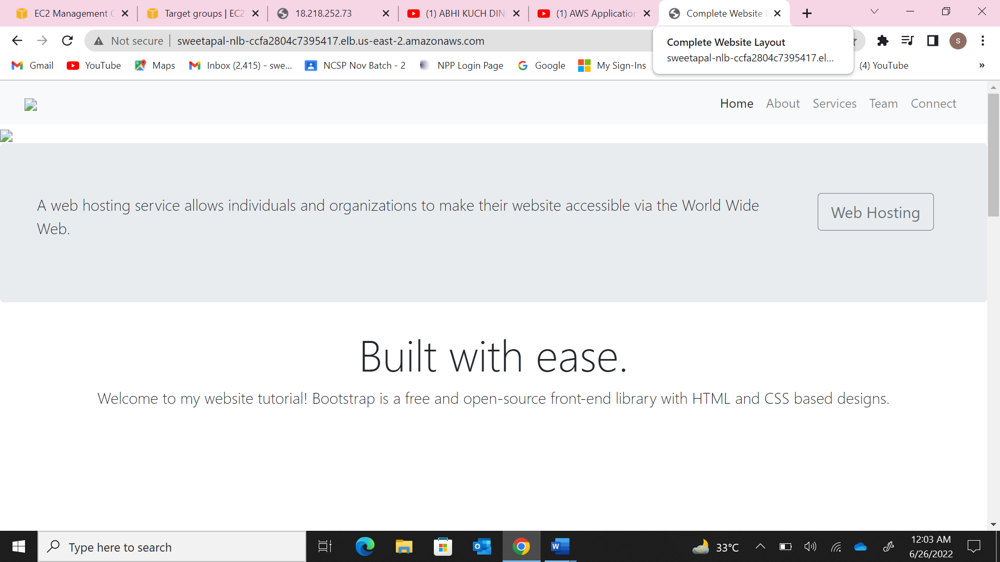 EC2 Management C
Target groups | EC2
18.218.252.73
(1) ABHI KUCH DIN
(1) AWS Application
Complete Website L
Not secure
sweetapal-nlb-ccfa2804c7395417.elb.us-east-2.amazonaws.com
S
Complete Website Layout
sweetapal-nlb-ccfa2804c7395417.el...
Gmail
YouTube
Maps
Inbox (2,415) - swe...
NCSP Nov Batch - 2
NPP Login Page
Google
My Sign-Ins
(4) YouTube
»
Home
About
Services
Team
Connect
A web hosting service allows individuals and organizations to make their website accessible via the World Wide
Web.
Web Hosting
Built with ease.
Welcome to my website tutorial! Bootstrap is a free and open-source front-end library with HTML and CSS based designs.
Type here to search
33°C
12:03 AM
6/26/2022